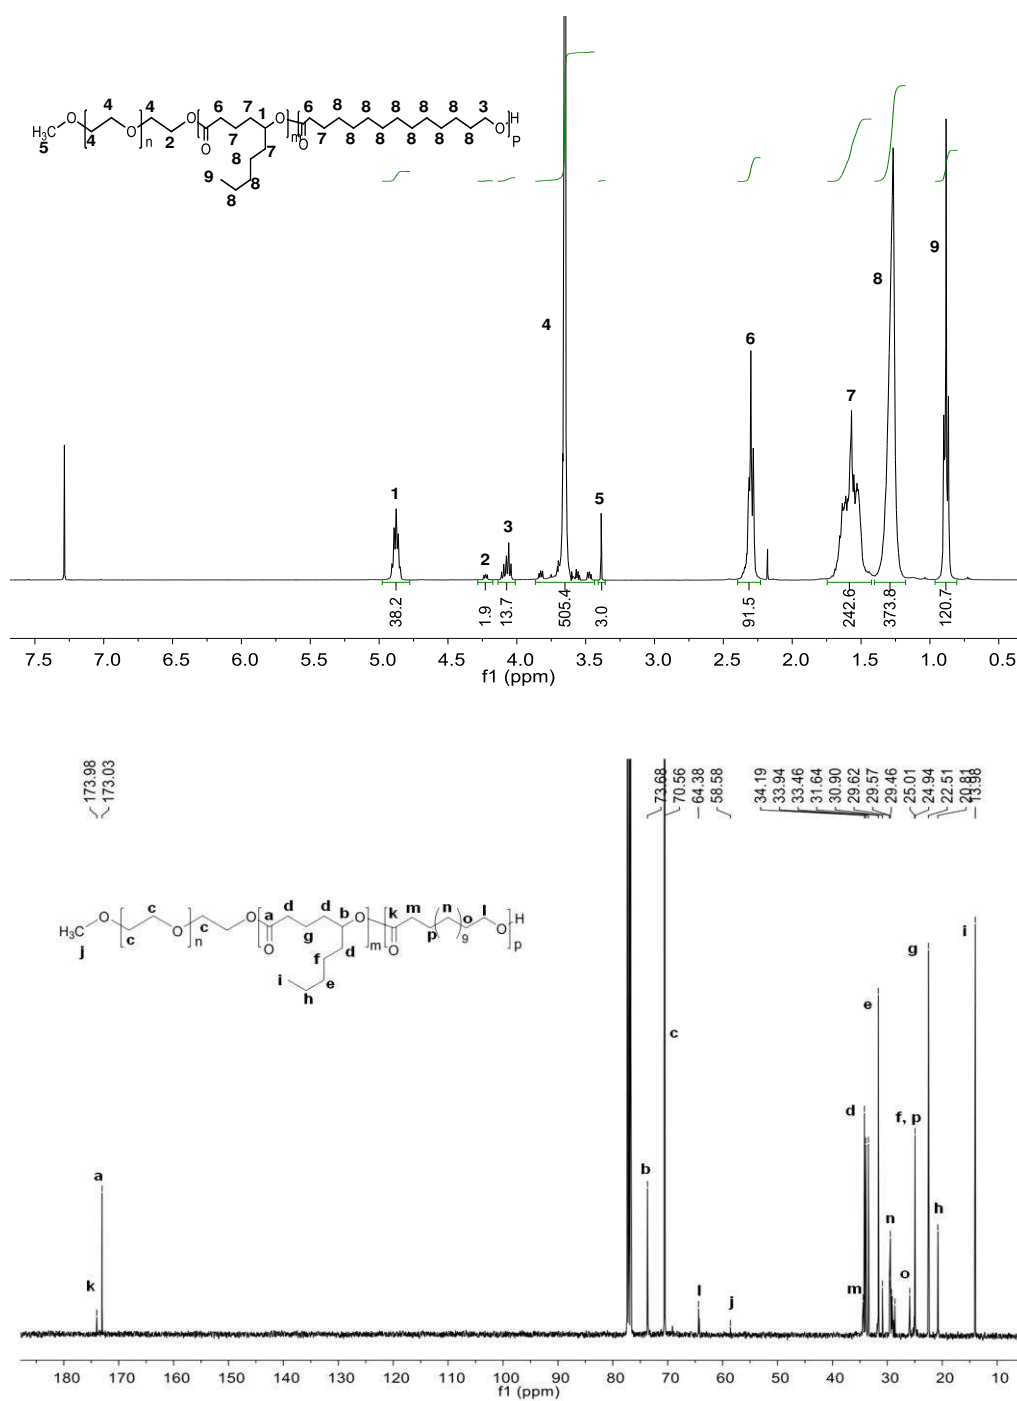 4 4 6 7 1 6 8 8 8 8 8 3
H₃C O O n O O m O O H P
5 4 2 7 7 7 8 8 8 8 8 8
8
9 8
8
4
9
8
6
7
1
5
3
2
38.2 1.9 13.7 505.4 3.0 91.5 242.6 373.8 120.7
7.5 7.0 6.5 6.0 5.5 5.0 4.5 4.0 3.5 3.0 2.5 2.0 1.5 1.0 0.5
f1 (ppm)
173.98 173.03 73.68 70.56 64.38 58.58 34.19 33.94 33.46 31.64 30.90 29.62 29.57 29.46 25.01 24.94 22.51 20.81 13.98
c c a d d b k m n o l
H₃C O O n O O O m O p 9 O H p
j c g d
f
i e
h
i
g
e
c
d
f, p
a
b
h
n
o
k
l
m
j
180 170 160 150 140 130 120 110 100 90 80 70 60 50 40 30 20 10
f1 (ppm)